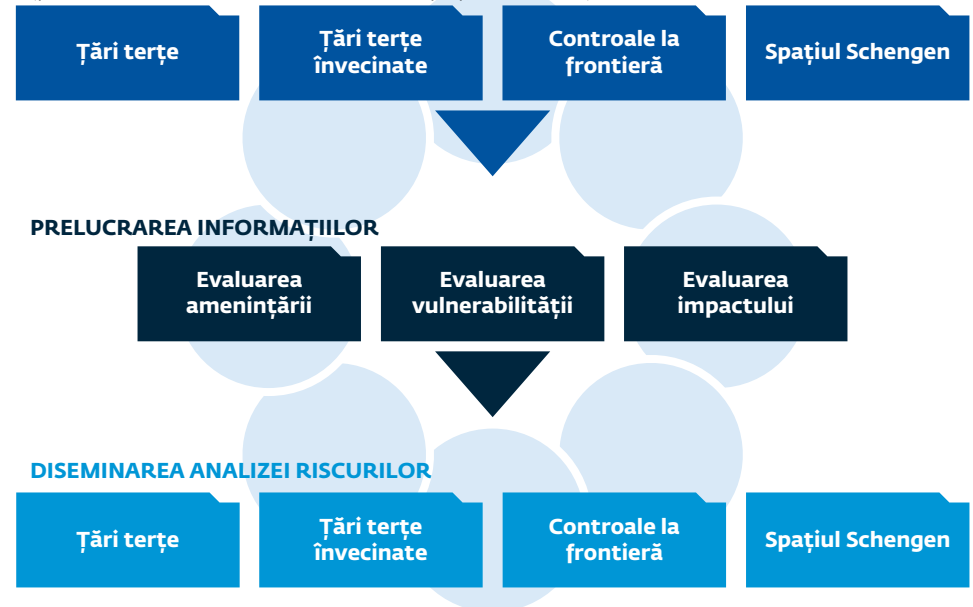 Țări terțe
Țări terțe
învecinate
Controale la
frontieră
Spațiul Schengen
PRELUCRAREA INFORMAȚIILOR
Evaluarea
amenințării
Evaluarea
vulnerabilității
Evaluarea
impactului
DISEMINAREA ANALIZEI RISCURILOR
Țări terțe
Țări terțe
învecinate
Controale la
frontieră
Spațiul Schengen